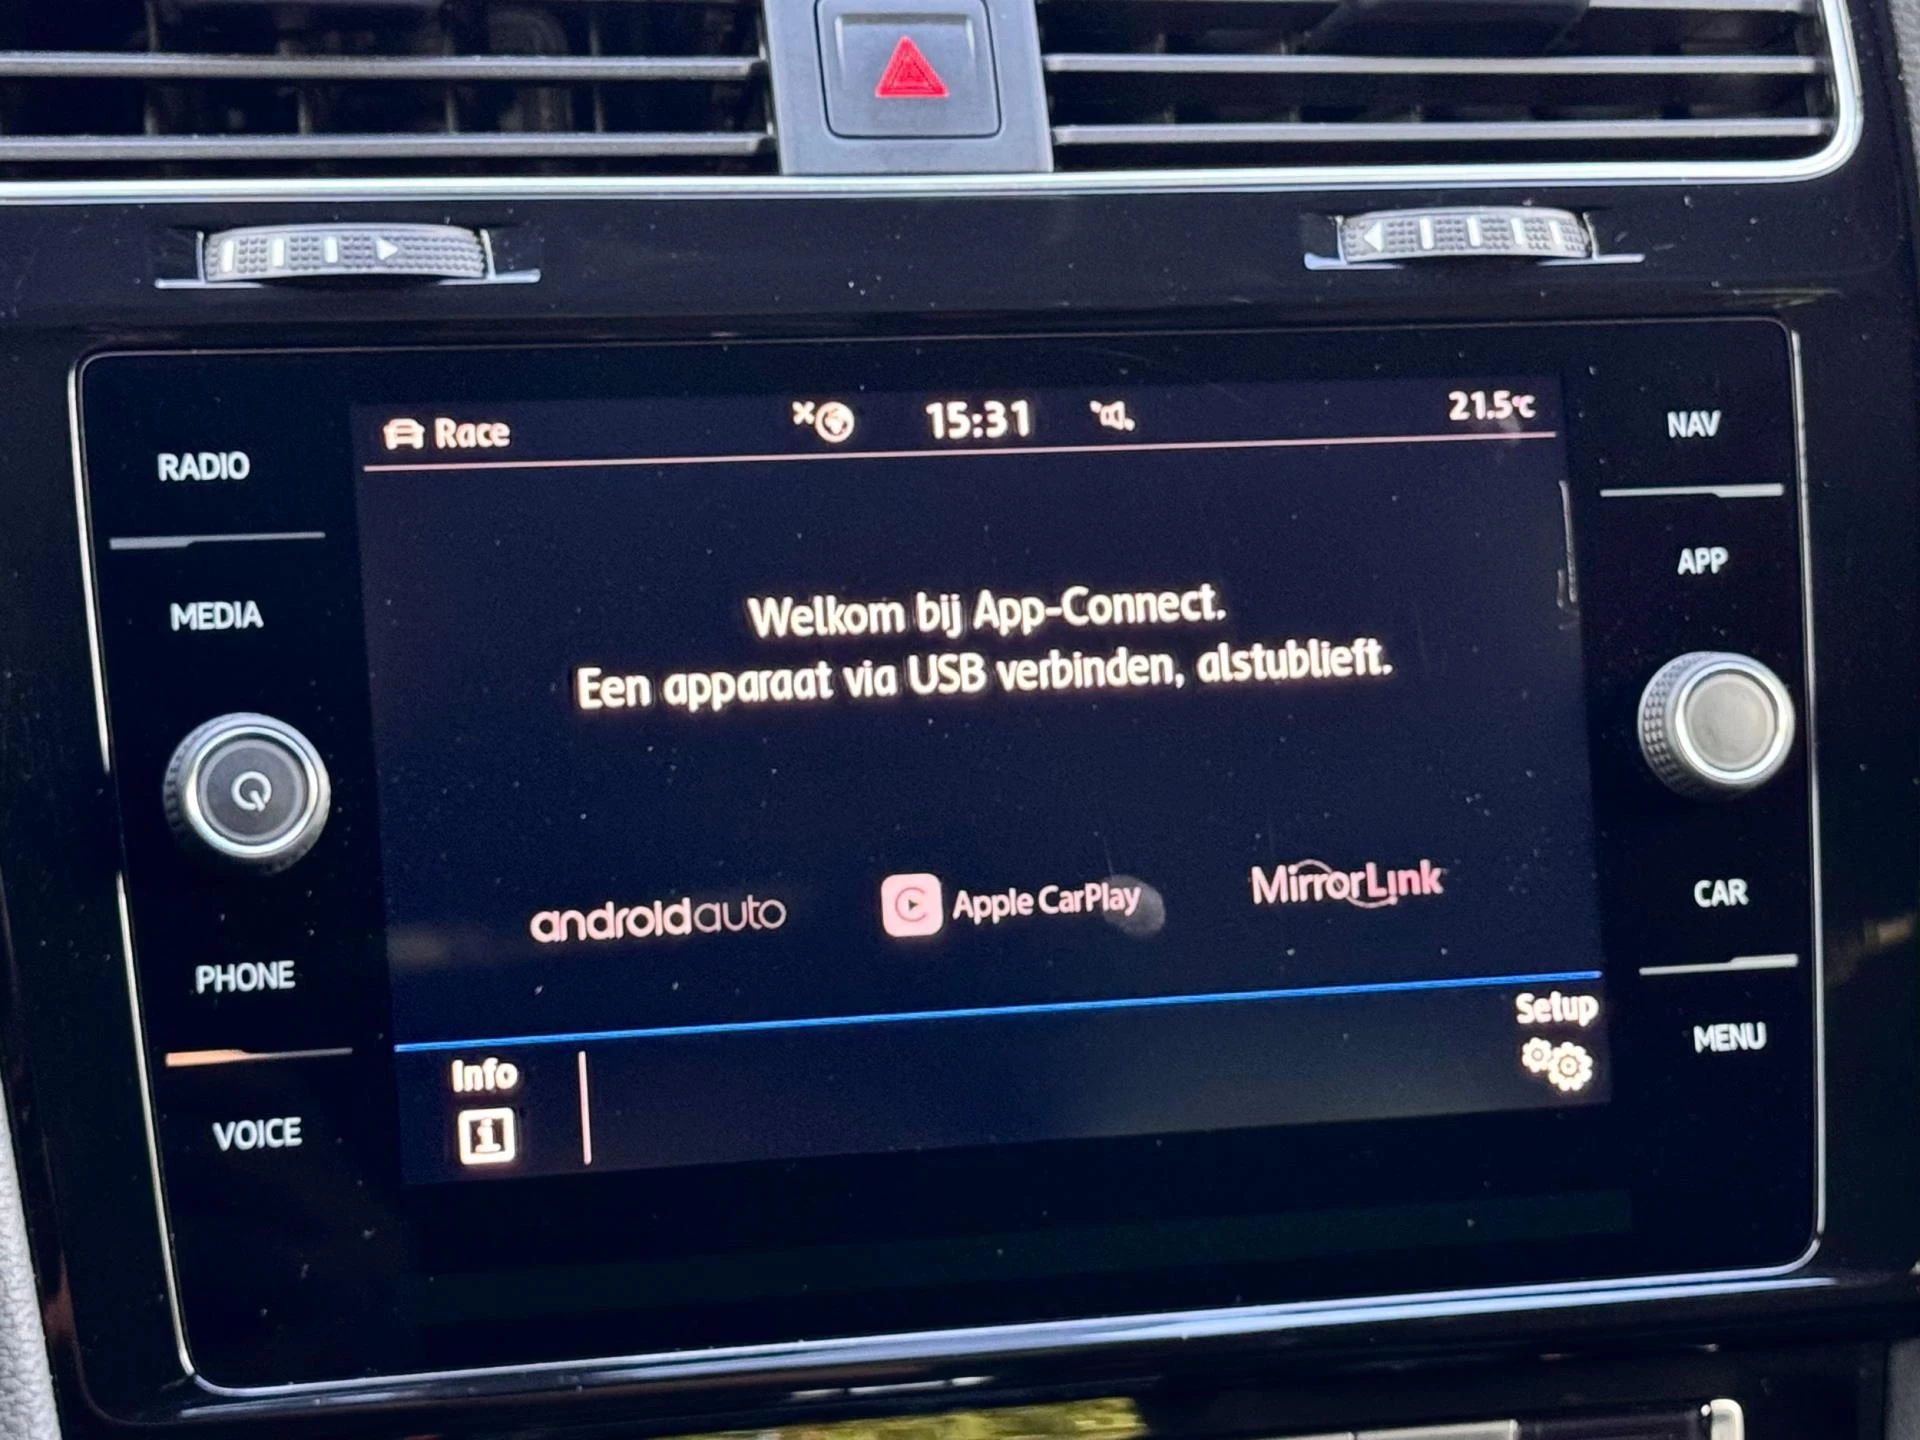 Race 15:31 21.5°C
RADIO
NAV
MEDIA
APP
Welkom bij App-Connect.
Een apparaat via USB verbinden, alstublieft.
androidauto
Apple CarPlay
MirrorLink
CAR
PHONE
Setup
MENU
Info
VOICE